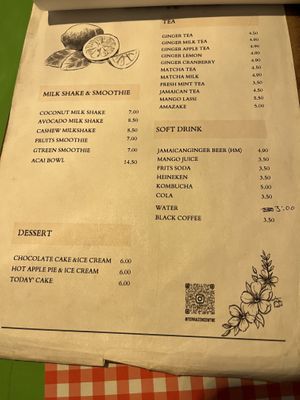 TEA
GINGER TEA 4.50
GINGER MILK TEA 4.90
GINGER APPLE TEA 4.90
GINGER LEMON 4.90
GINGER CRANBERRY 4.90
MATCHA TEA 4.50
MATCHA MILK 4.90
FRESH MINT TEA 3.50
JAMAICAN TEA 4.50
MANGO LASSI 8.50
AMAZAKE 5.00
MILK SHAKE & SMOOTHIE
COCONUT MILK SHAKE 7.00
AVOCADO MILK SHAKE 8.50
CASHEW MILKSHAKE 8.50
FRUITS SMOOTHIE 7.00
GTREEN SMOOTHIE 7.00
ACAI BOWL 14.50
SOFT DRINK
JAMAICANGINGER BEER (HM) 4.90
MANGO JUICE 3.50
FRITS SODA 3.50
HEINEKEN 3.50
KOMBUCHA 5.00
COLA 3.50
WATER 3.00
BLACK COFFEE 3.50
DESSERT
CHOCOLATE CAKE &ICE CREAM 6.00
HOT APPLE PIE & ICE CREAM 6.00
TODAY' CAKE 6.00